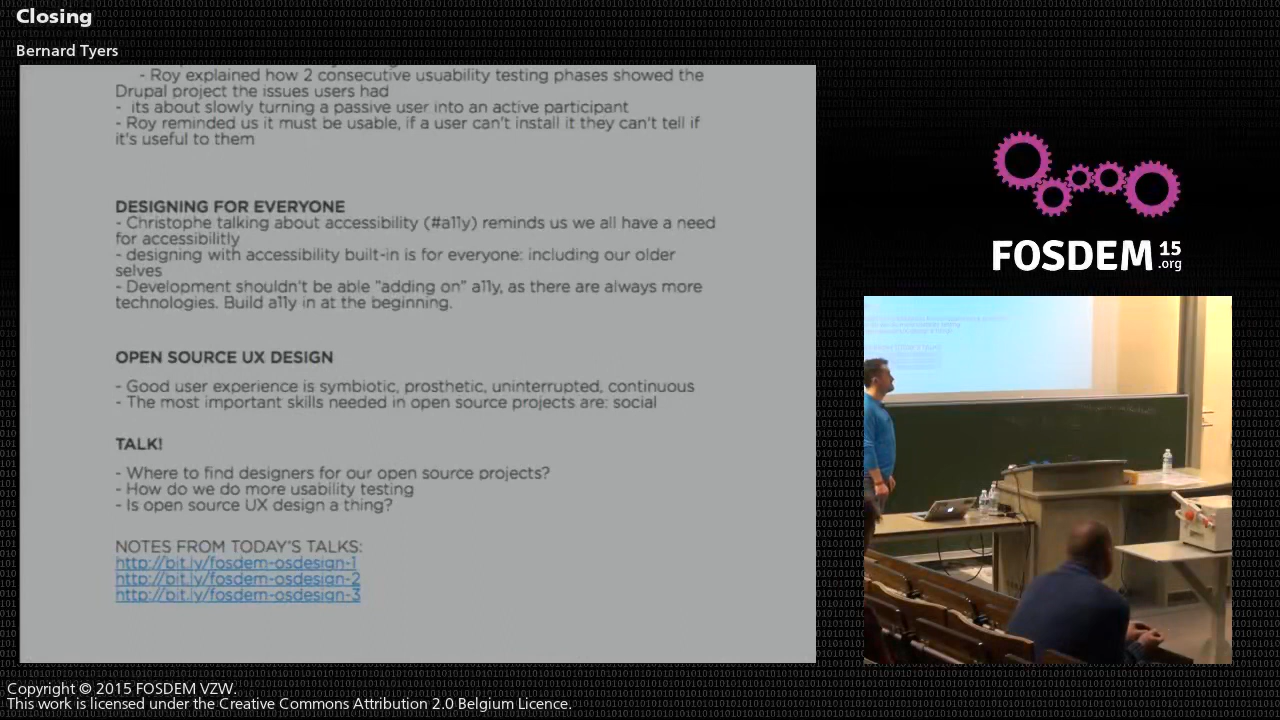 Closing
Bernard Tyers
- Roy explained how 2 consecutive usuability testing phases showed the
Drupal project the issues users had
- its about slowly turning a passive user into an active participant
- Roy reminded us it must be usable, if a user can't install it they can't tell if
it's useful to them
DESIGNING FOR EVERYONE
- Christophe talking about accessibility (#a11y) reminds us we all have a need
for accessibilitly
- designing with accessibility built-in is for everyone: including our older
selves
- Development shouldn't be able "adding on" a11y, as there are always more
technologies. Build a11y in at the beginning.
OPEN SOURCE UX DESIGN
- Good user experience is symbiotic, prosthetic, uninterrupted, continuous
- The most important skills needed in open source projects are: social
TALK!
- Where to find designers for our open source projects?
- How do we do more usability testing
- Is open source UX design a thing?
NOTES FROM TODAY'S TALKS:
http://bit.ly/fosdem-osdesign-1
http://bit.ly/fosdem-osdesign-2
http://bit.ly/fosdem-osdesign-3
FOSDEM 15
.org
Copyright © 2015 FOSDEM VZW.
This work is licensed under the Creative Commons Attribution 2.0 Belgium Licence.